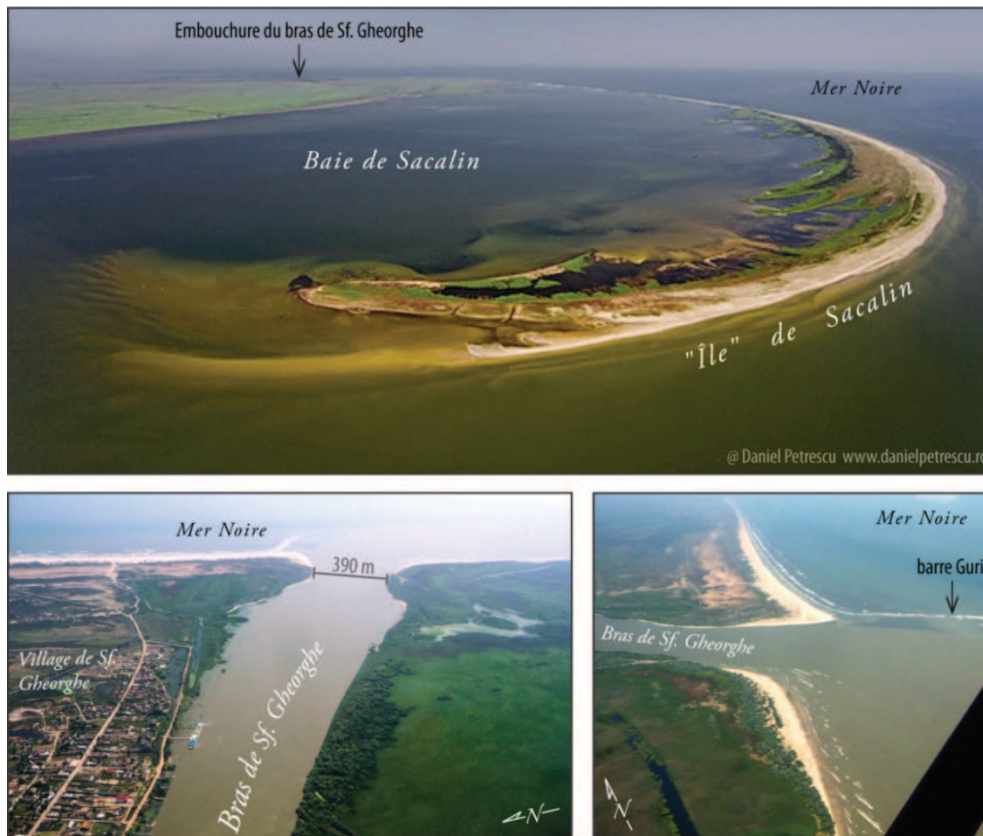 Embouchure du bras de Sf. Gheorghe
Mer Noire
Baie de Sacalin
"Île" de Sacalin
@ Daniel Petrescu www.danielpetrescu.ro
Mer Noire
390 m
Village de Sf.
Gheorghe
Bras de Sf. Gheorghe
N
Mer Noire
barre Guri
Bras de Sf. Gheorghe
N